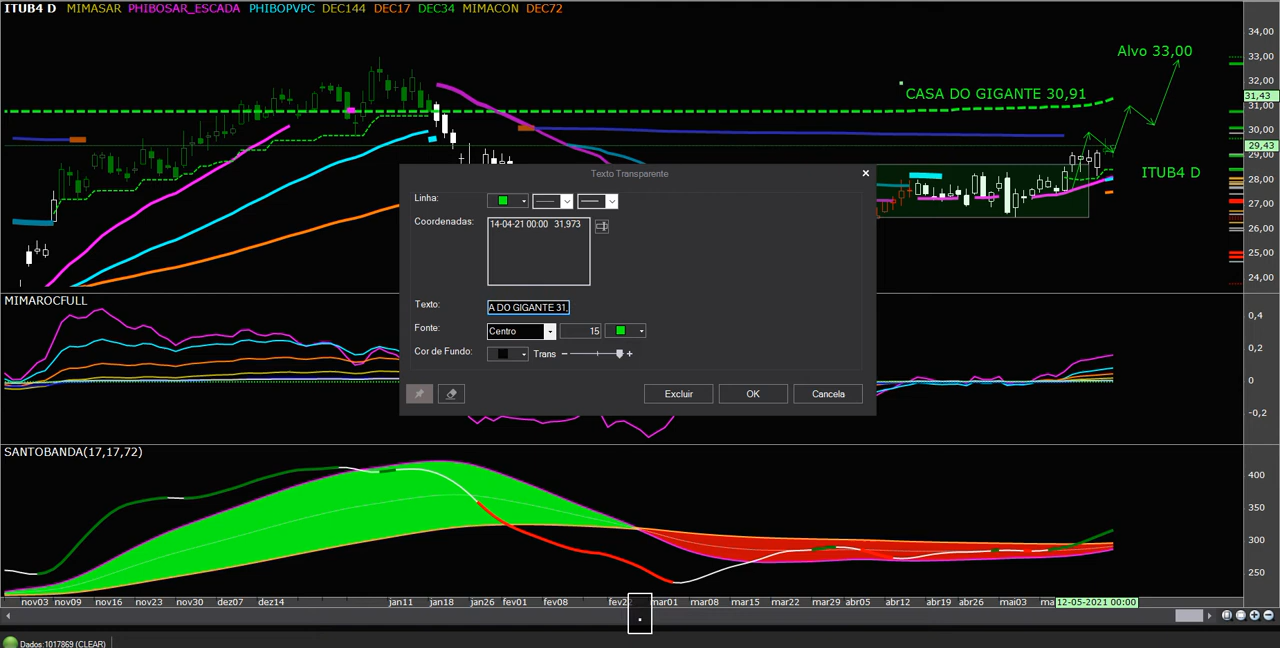 ITUB4 D MIMASAR PHIBOSAR_ESCADA PHIBOPVPC DEC144 DEC17 DEC34 MIMACON DEC72
34,00
Alvo 33,00
33,00
32,00
CASA DO GIGANTE 30,91
31,43
31,00
30,00
29,43
29,00
ITUB4 D
28,00
27,00
26,00
25,00
24,00
Texto Transparente
Linha:
Coordenadas:
14-04-21 00:00 31,973
Texto:
A DO GIGANTE 31.
Fonte:
Centro
15
Cor de Fundo:
Trans
Excluir
OK
Cancela
MIMAROCFULL
0,4
0,2
0
-0,2
SANTOBANDA(17,17,72)
400
350
300
250
nov03 nov09 nov16 nov23 nov30 dez07 dez14 jan11 jan18 jan26 fev01 fev08 fev22 mar01 mar08 mar15 mar22 mar29 abr05 abr12 abr19 abr26 mai03 ma 12-05-2021 00:00
.
Dados:1017869 (CLEAR)